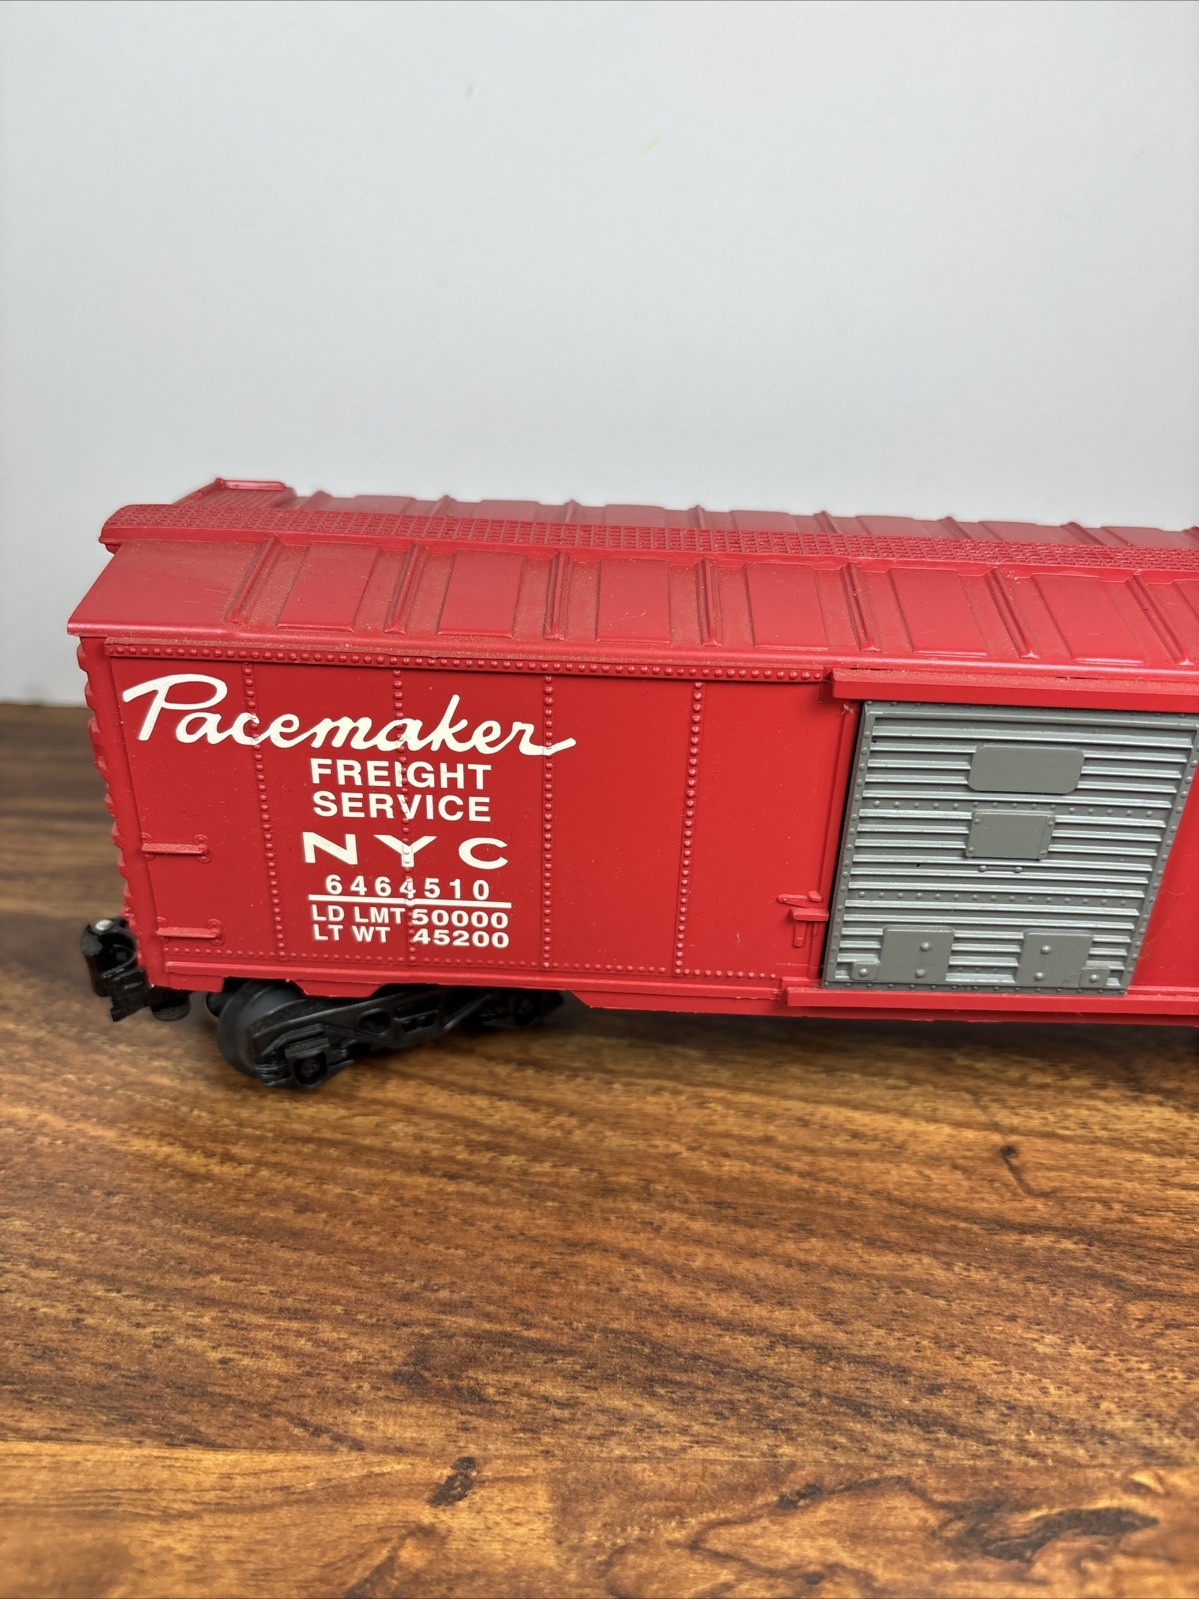 Pacemaker
FREIGHT
SERVICE
NYC
6464510
LD LMT 50000
LT WT 45200